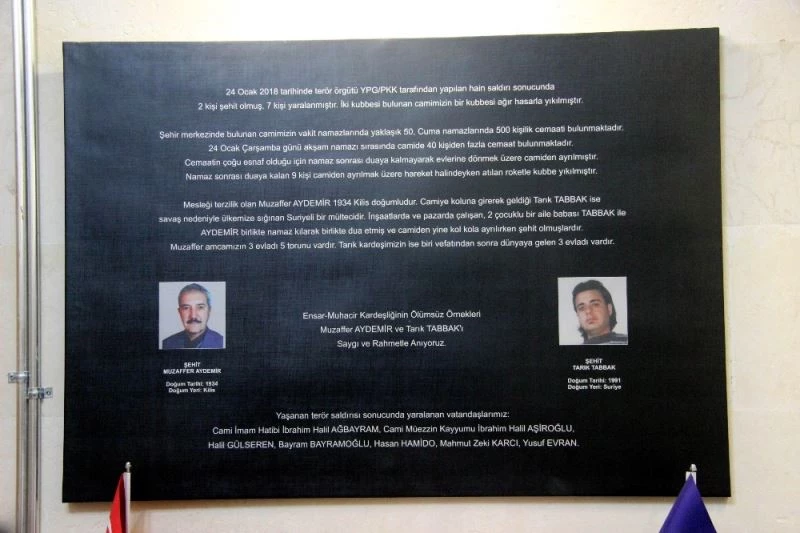 24 Ocak 2018 tarihinde terör örgütü YPG/PKK tarafından yapılan hain saldırı sonucunda
2 kişi şehit olmuş, 7 kişi yaralanmıştır. İki kubbesi bulunan camimizin bir kubbesi ağır hasarla yıkılmıştır.
Şehir merkezinde bulunan camimizin vakit namazlarında yaklaşık 50, Cuma namazlarında 500 kişilik cemaati bulunmaktadır.
24 Ocak Çarşamba günü akşam namazı sırasında camide 40 kişiden fazla cemaat bulunmaktadır.
Cemaatin çoğu esnaf olduğu için namaz sonrası duaya kalmayarak evlerine dönmek üzere camiden ayrılmıştır.
Namaz sonrası duaya kalan 9 kişi camiden ayrılmak üzere hareket halindeyken atılan roketle kubbe yıkılmıştır.
Mesleği terzilik olan Muzaffer AYDEMİR 1934 Kilis doğumludur. Camiye koluna girerek geldiği Tarık TABBAK ise
savaş nedeniyle ülkemize sığınan Suriyeli bir mültecidir. İnşaatlarda ve pazarda çalışan, 2 çocuklu bir aile babası TABBAK ile
AYDEMİR birlikte namaz kılarak birlikte dua etmiş ve camiden yine kol kola ayrılırken şehit olmuşlardır.
Muzaffer amcamızın 3 evladı 5 torunu vardır. Tarık kardeşimizin ise biri vefatından sonra dünyaya gelen 3 evladı vardır.
Ensar-Muhacir Kardeşliğinin Ölümsüz Örnekleri
Muzaffer AYDEMİR ve Tarık TABBAK'ı
Saygı ve Rahmetle Anıyoruz.
ŞEHİT
MUZAFFER AYDEMİR
Doğum Tarihi: 1934
Doğum Yeri: Kilis
ŞEHİT
TARIK TABBAK
Doğum Tarihi: 1991
Doğum Yeri: Suriye
Yaşanan terör saldırısı sonucunda yaralanan vatandaşlarımız:
Cami İmam Hatibi İbrahim Halil AĞBAYRAM, Cami Müezzin Kayyumu İbrahim Halil AŞİROĞLU,
Halil GÜLSEREN, Bayram BAYRAMOĞLU, Hasan HAMİDO, Mahmut Zeki KARCI, Yusuf EVRAN.